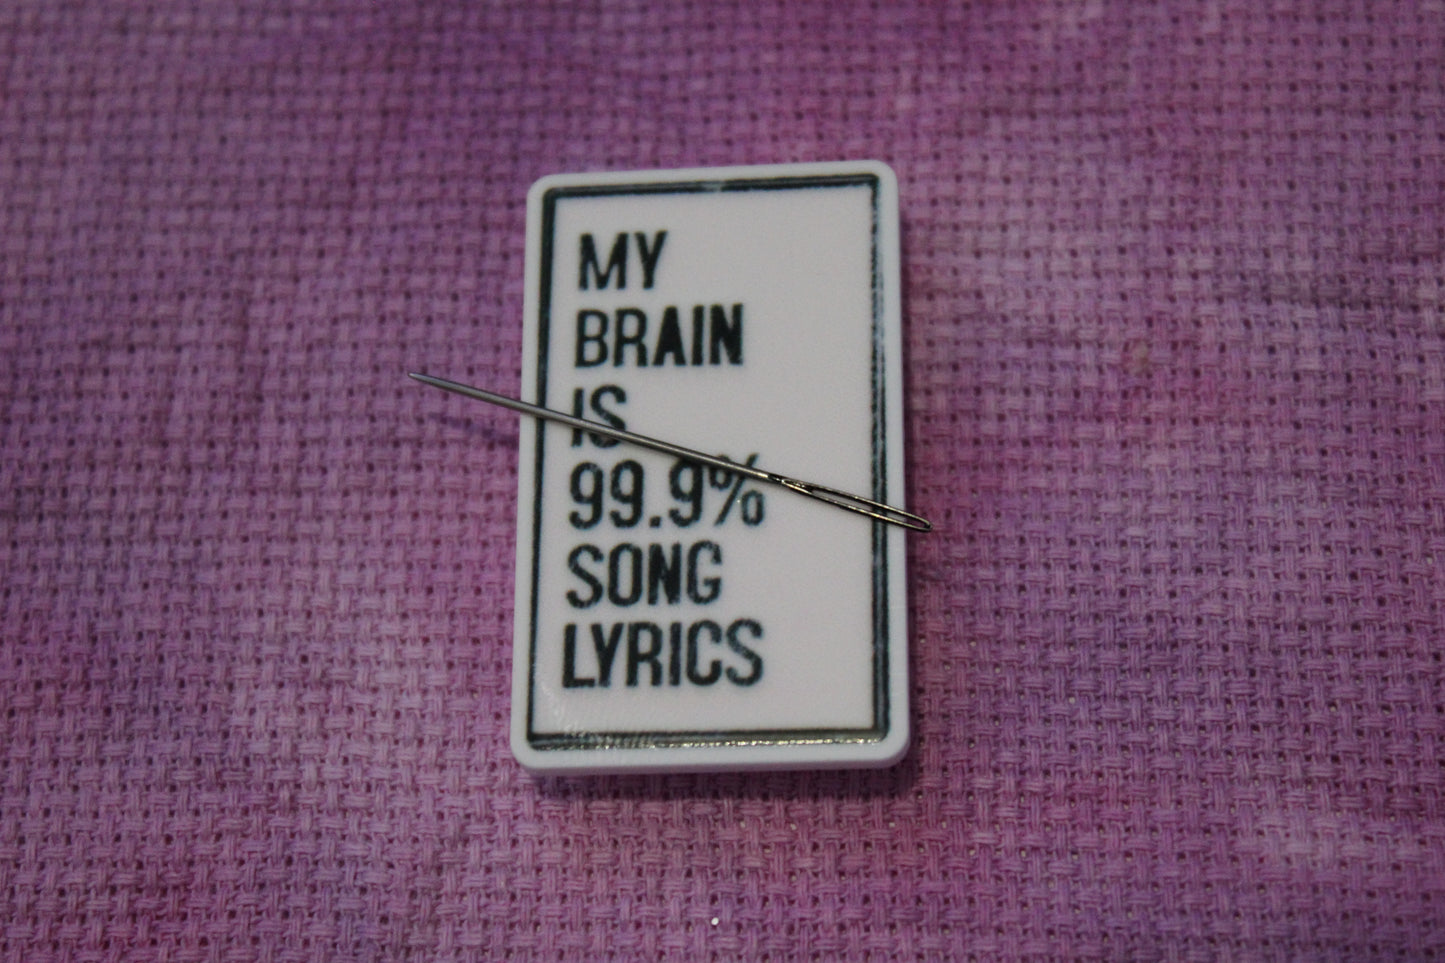 MY
BRAIN
IS
99.9%
SONG
LYRICS